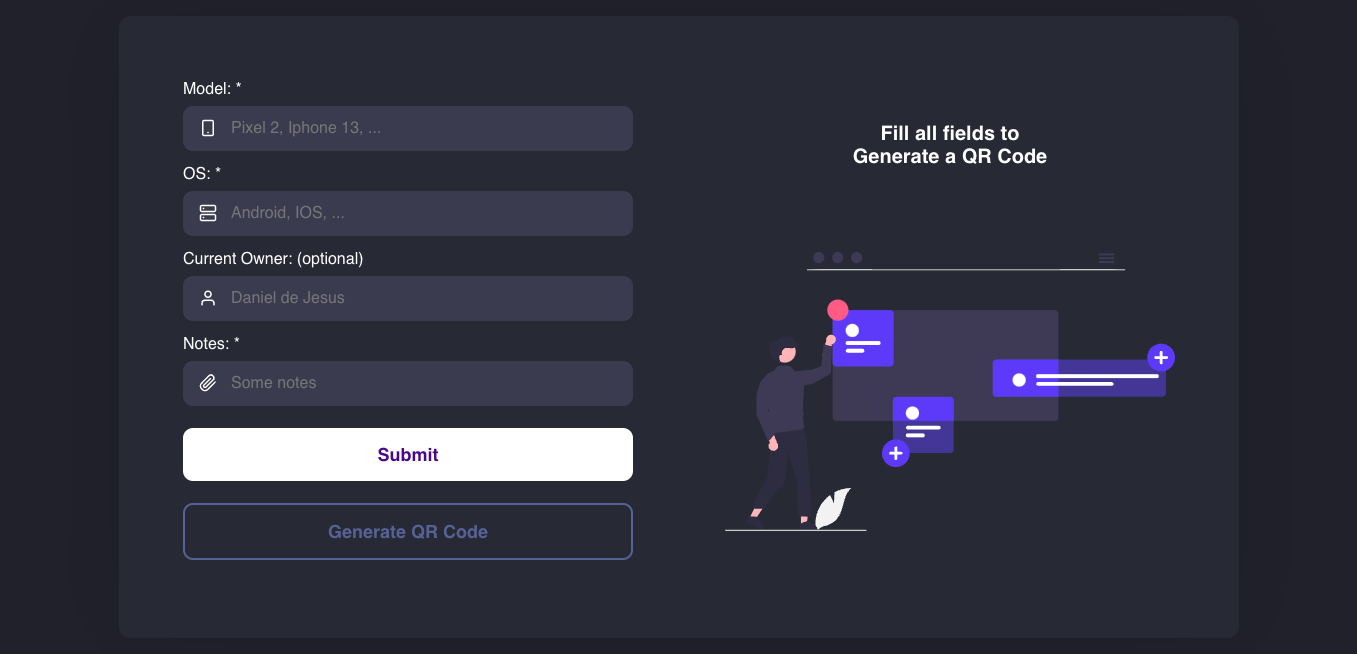 Model: *
Pixel 2, Iphone 13, ...
OS: *
Android, IOS, ...
Current Owner: (optional)
Daniel de Jesus
Notes: *
Some notes
Submit
Generate QR Code
Fill all fields to
Generate a QR Code